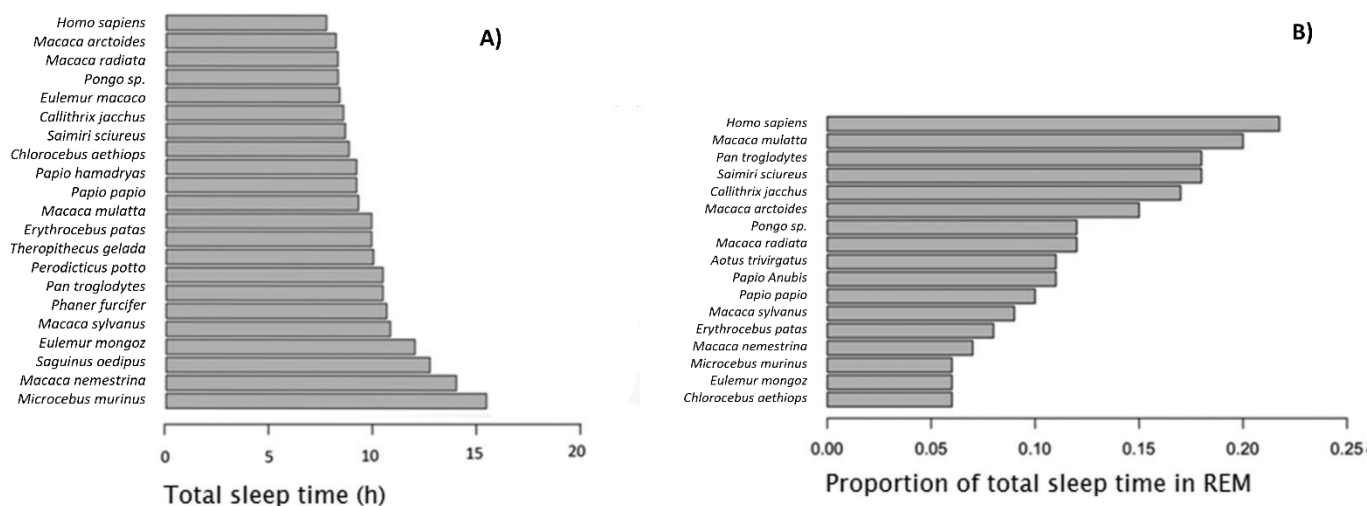 A)
Homo sapiens
Macaca arctoides
Macaca radiata
Pongo sp.
Eulemur macaco
Callithrix jacchus
Saimiri sciureus
Chlorocebus aethiops
Papio hamadryas
Papio papio
Macaca mulatta
Erythrocebus patas
Theropithecus gelada
Perodicticus potto
Pan troglodytes
Phaner furcifer
Macaca sylvanus
Eulemur mongoz
Saguinus oedipus
Macaca nemestrina
Microcebus murinus
0 5 10 15 20
Total sleep time (h)
B)
Homo sapiens
Macaca mulatta
Pan troglodytes
Saimiri sciureus
Callithrix jacchus
Macaca arctoides
Pongo sp.
Macaca radiata
Aotus trivirgatus
Papio Anubis
Papio papio
Macaca sylvanus
Erythrocebus patas
Macaca nemestrina
Microcebus murinus
Eulemur mongoz
Chlorocebus aethiops
0.00 0.05 0.10 0.15 0.20 0.25
Proportion of total sleep time in REM